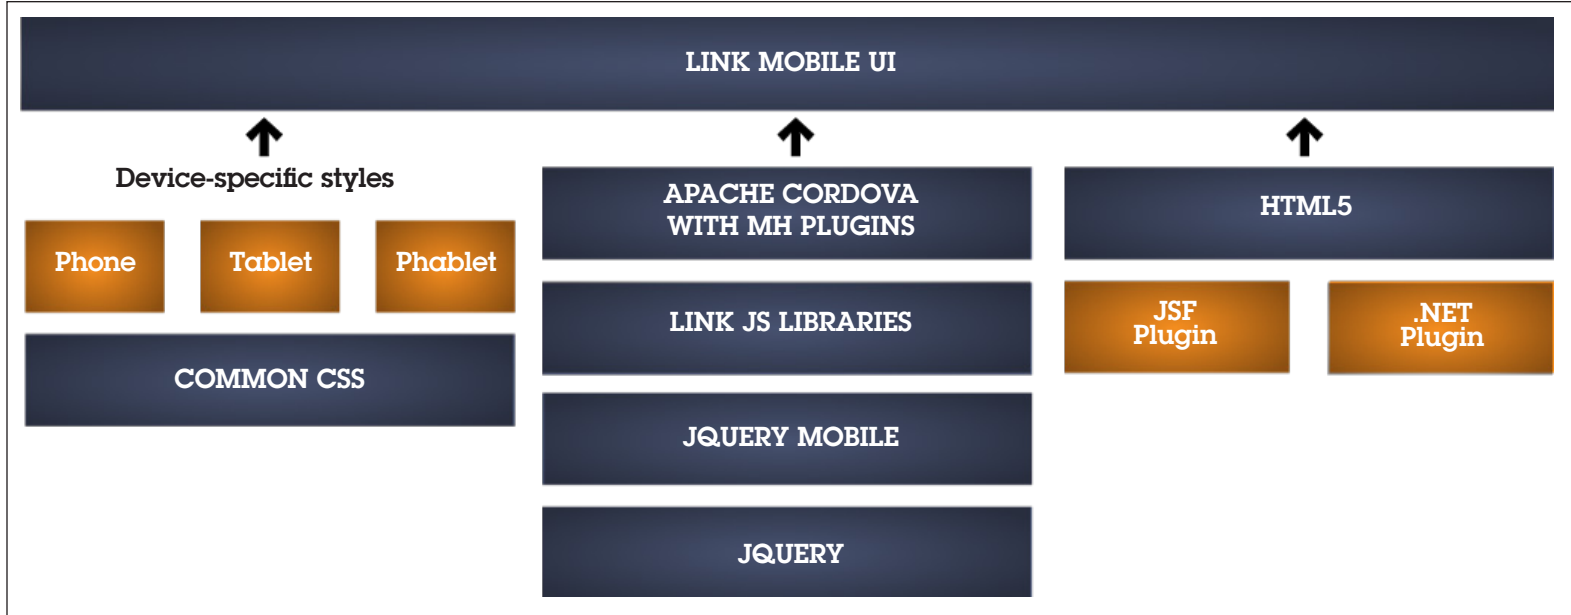 LINK MOBILE UI
Device-specific styles
Phone
Tablet
Phablet
COMMON CSS
APACHE CORDOVA
WITH MH PLUGINS
LINK JS LIBRARIES
JQUERY MOBILE
JQUERY
HTML5
JSF
Plugin
.NET
Plugin